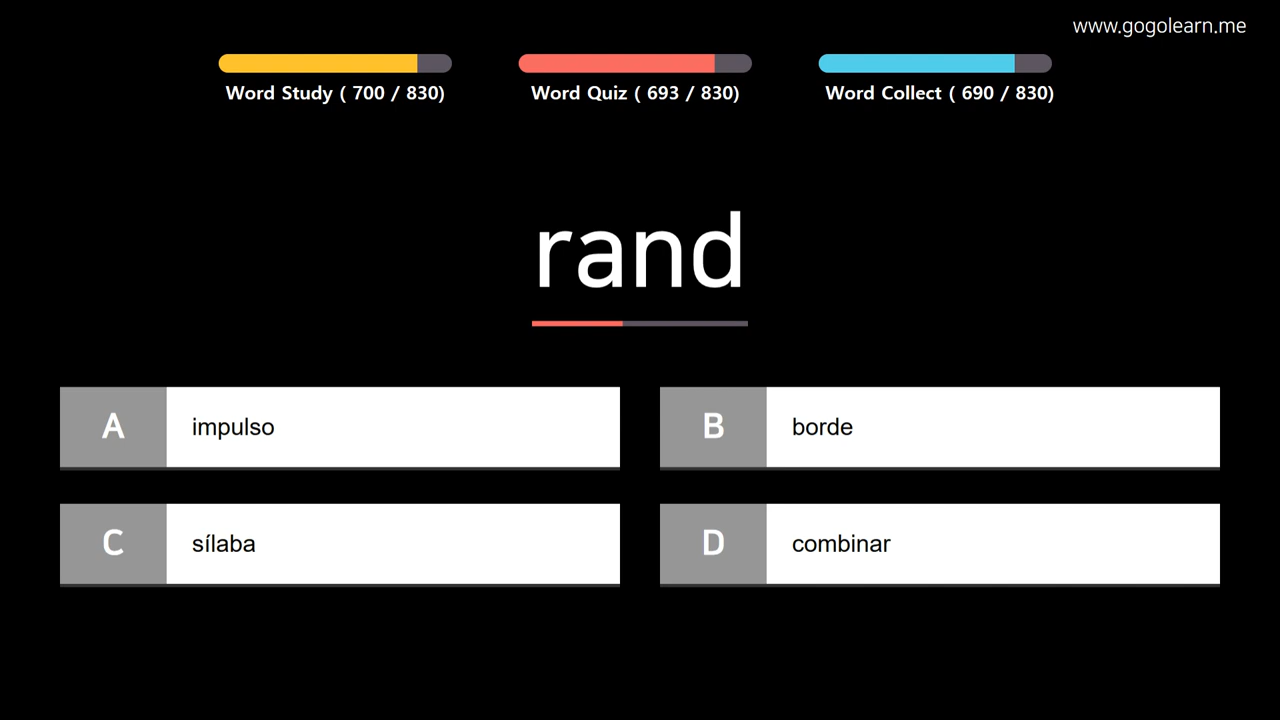 www.gogolearn.me
Word Study ( 700 / 830)
Word Quiz ( 693 / 830)
Word Collect ( 690 / 830)
rand
A impulso
B borde
C sílaba
D combinar